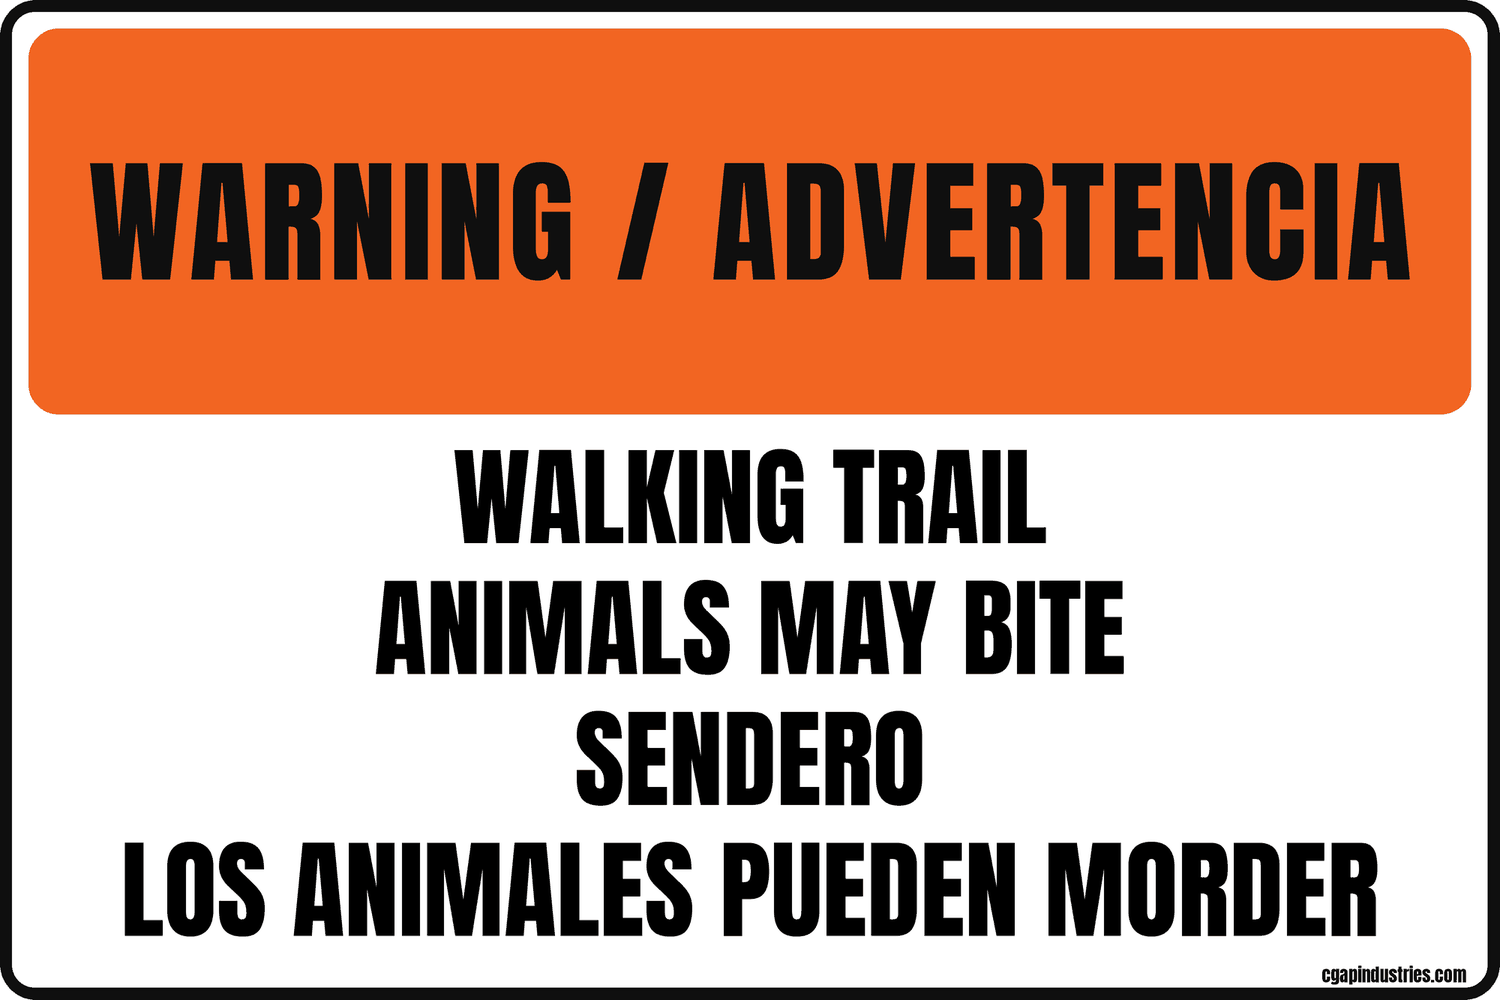 WARNING / ADVERTENCIA
WALKING TRAIL
ANIMALS MAY BITE
SENDERO
LOS ANIMALES PUEDEN MORDER
cgapindustries.com